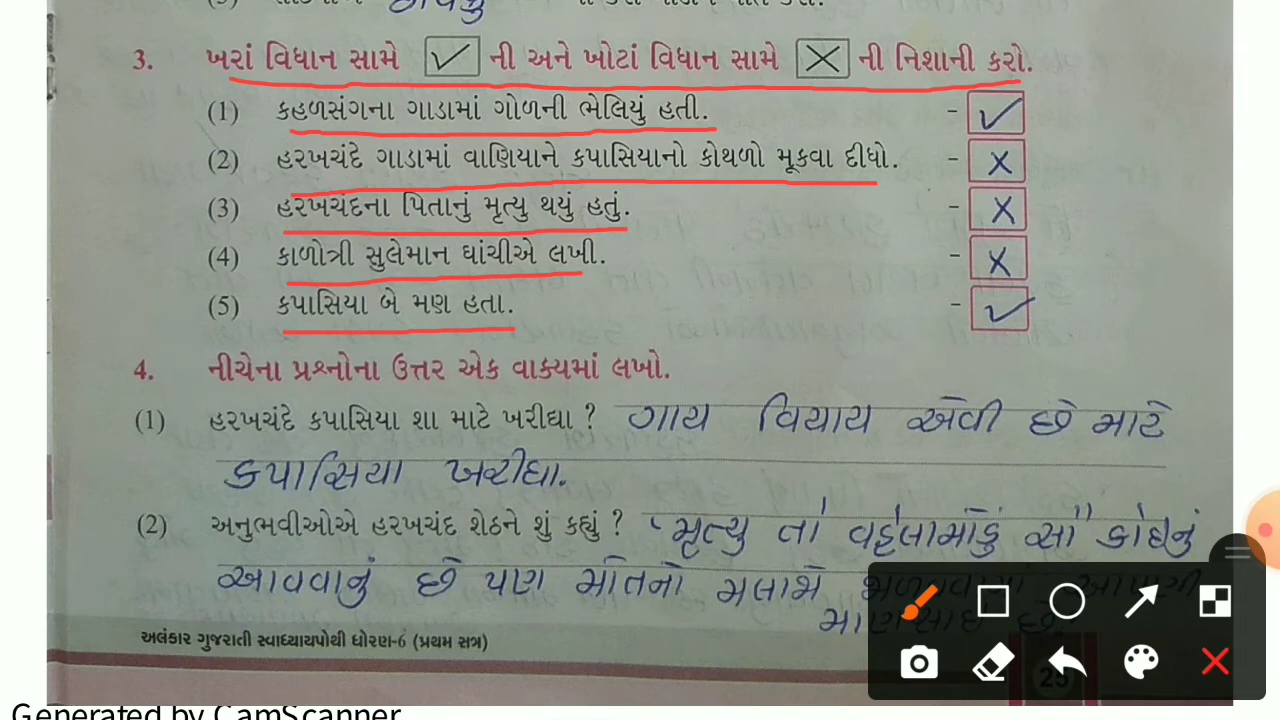 3. ખરાં વિધાન સામે ✓ ની અને ખોટાં વિધાન સામે ✗ ની નિશાની કરો.
(1) કહળસંગના ગાડામાં ગોળની ભેલિયું હતી. - ✓
(2) હરખચંદે ગાડામાં વાણિયાને કપાસિયાનો કોથળો મૂકવા દીધો. - ✗
(3) હરખચંદના પિતાનું મૃત્યુ થયું હતું. - ✗
(4) કાળોત્રી સુલેમાન ઘાંચીએ લખી. - ✗
(5) કપાસિયા બે મણ હતા. - ✓
4. નીચેના પ્રશ્નોના ઉત્તર એક વાક્યમાં લખો.
(1) હરખચંદે કપાસિયા શા માટે ખરીદ્યા ? ગાય વિયાય એવી છે માટે
કપાસિયા ખરીદ્યા.
(2) અનુભવીઓએ હરખચંદ શેઠને શું કહ્યું ? 'મૃત્યુ તો વહેલામોડું સૌ કોઇનું
આવવાનું છે પણ મોતનો મલાજો
અલંકાર ગુજરાતી સ્વાધ્યાયપોથી ધોરણ-6 (પ્રથમ સત્ર)
Generated by CamScanner